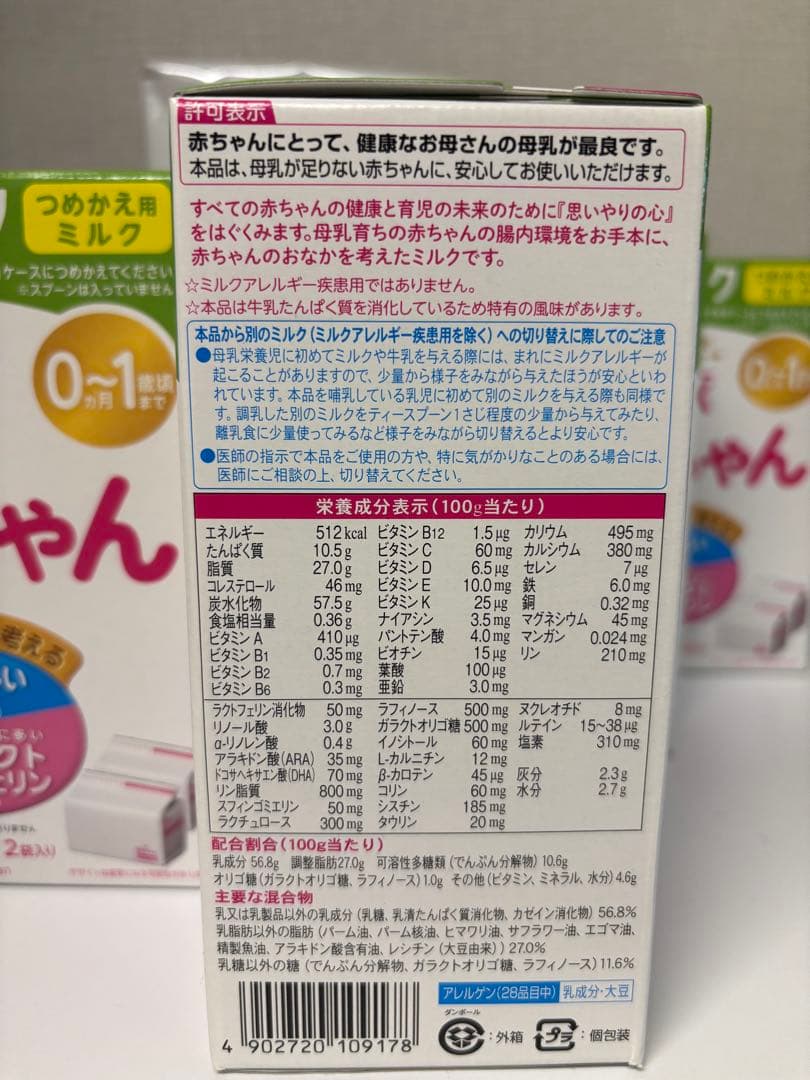 許可表示
赤ちゃんにとって、健康なお母さんの母乳が最良です。
本品は、母乳が足りない赤ちゃんに、安心してお使いいただけます。
すべての赤ちゃんの健康と育児の未来のために『思いやりの心』
をはぐくみます。母乳育ちの赤ちゃんの腸内環境をお手本に、
赤ちゃんのおなかを考えたミルクです。
☆ミルクアレルギー疾患用ではありません。
☆本品は牛乳たんぱく質を消化しているため特有の風味があります。
本品から別のミルク(ミルクアレルギー疾患用を除く)への切り替えに際してのご注意
●母乳栄養児に初めてミルクや牛乳を与える際には、まれにミルクアレルギーが
起こることがありますので、少量から様子をみながら与えたほうが安心といわ
れています。本品を哺乳している乳児に初めて別のミルクを与える際も同様で
す。調乳した別のミルクをティースプーン1さじ程度の少量から与えてみたり、
離乳食に少量使ってみるなど様子をみながら切り替えるとより安心です。
●医師の指示で本品をご使用の方や、特に気がかりなことのある場合には、
医師にご相談の上、切り替えてください。
栄養成分表示(100g当たり)
エネルギー 512kcal ビタミンB12 1.5μg カリウム 495mg
たんぱく質 10.5g ビタミンC 60mg カルシウム 380mg
脂質 27.0g ビタミンD 6.5μg セレン 7μg
コレステロール 46mg ビタミンE 10.0mg 鉄 6.0mg
炭水化物 57.5g ビタミンK 25μg 銅 0.32mg
食塩相当量 0.36g ナイアシン 3.5mg マグネシウム 45mg
ビタミンA 410μg パントテン酸 4.0mg マンガン 0.024mg
ビタミンB1 0.35mg ビオチン 15μg リン 210mg
ビタミンB2 0.7mg 葉酸 100μg
ビタミンB6 0.3mg 亜鉛 3.0mg
ラクトフェリン消化物 50mg ラフィノース 500mg ヌクレオチド 8mg
リノール酸 3.0g ガラクトオリゴ糖 500mg ルテイン 15~38μg
α-リノレン酸 0.4g イノシトール 60mg 塩素 310mg
アラキドン酸(ARA) 35mg L-カルニチン 12mg
ドコサヘキサエン酸(DHA) 70mg β-カロテン 45μg 灰分 2.3g
リン脂質 800mg コリン 60mg 水分 2.7g
スフィンゴミエリン 50mg シスチン 185mg
ラクチュロース 300mg タウリン 20mg
配合割合(100g当たり)
乳成分 56.8g 調整脂肪27.0g 可溶性多糖類(でんぷん分解物)10.6g
オリゴ糖(ガラクトオリゴ糖、ラフィノース)1.0g その他(ビタミン、ミネラル、水分)4.6g
主要な混合物
乳又は乳製品以外の乳成分(乳糖、乳清たんぱく質消化物、カゼイン消化物)56.8%
乳脂肪以外の脂肪(パーム油、パーム核油、ヒマワリ油、サフラワー油、エゴマ油、
精製魚油、アラキドン酸含有油、レシチン(大豆由来))27.0%
乳糖以外の糖(でんぷん分解物、ガラクトオリゴ糖、ラフィノース)11.6%
アレルゲン(28品目中) 乳成分・大豆
ダンボール
:外箱 プラ :個包装
4 902720 109178
つめかえ用
ミルク
ケースにつめかえてください
※スプーンは入っていません
0ヵ月~1歳頃まで
ゃん
考える
い
に多い
クト
リン
2袋入り
ク
つめかえ用
ゃん